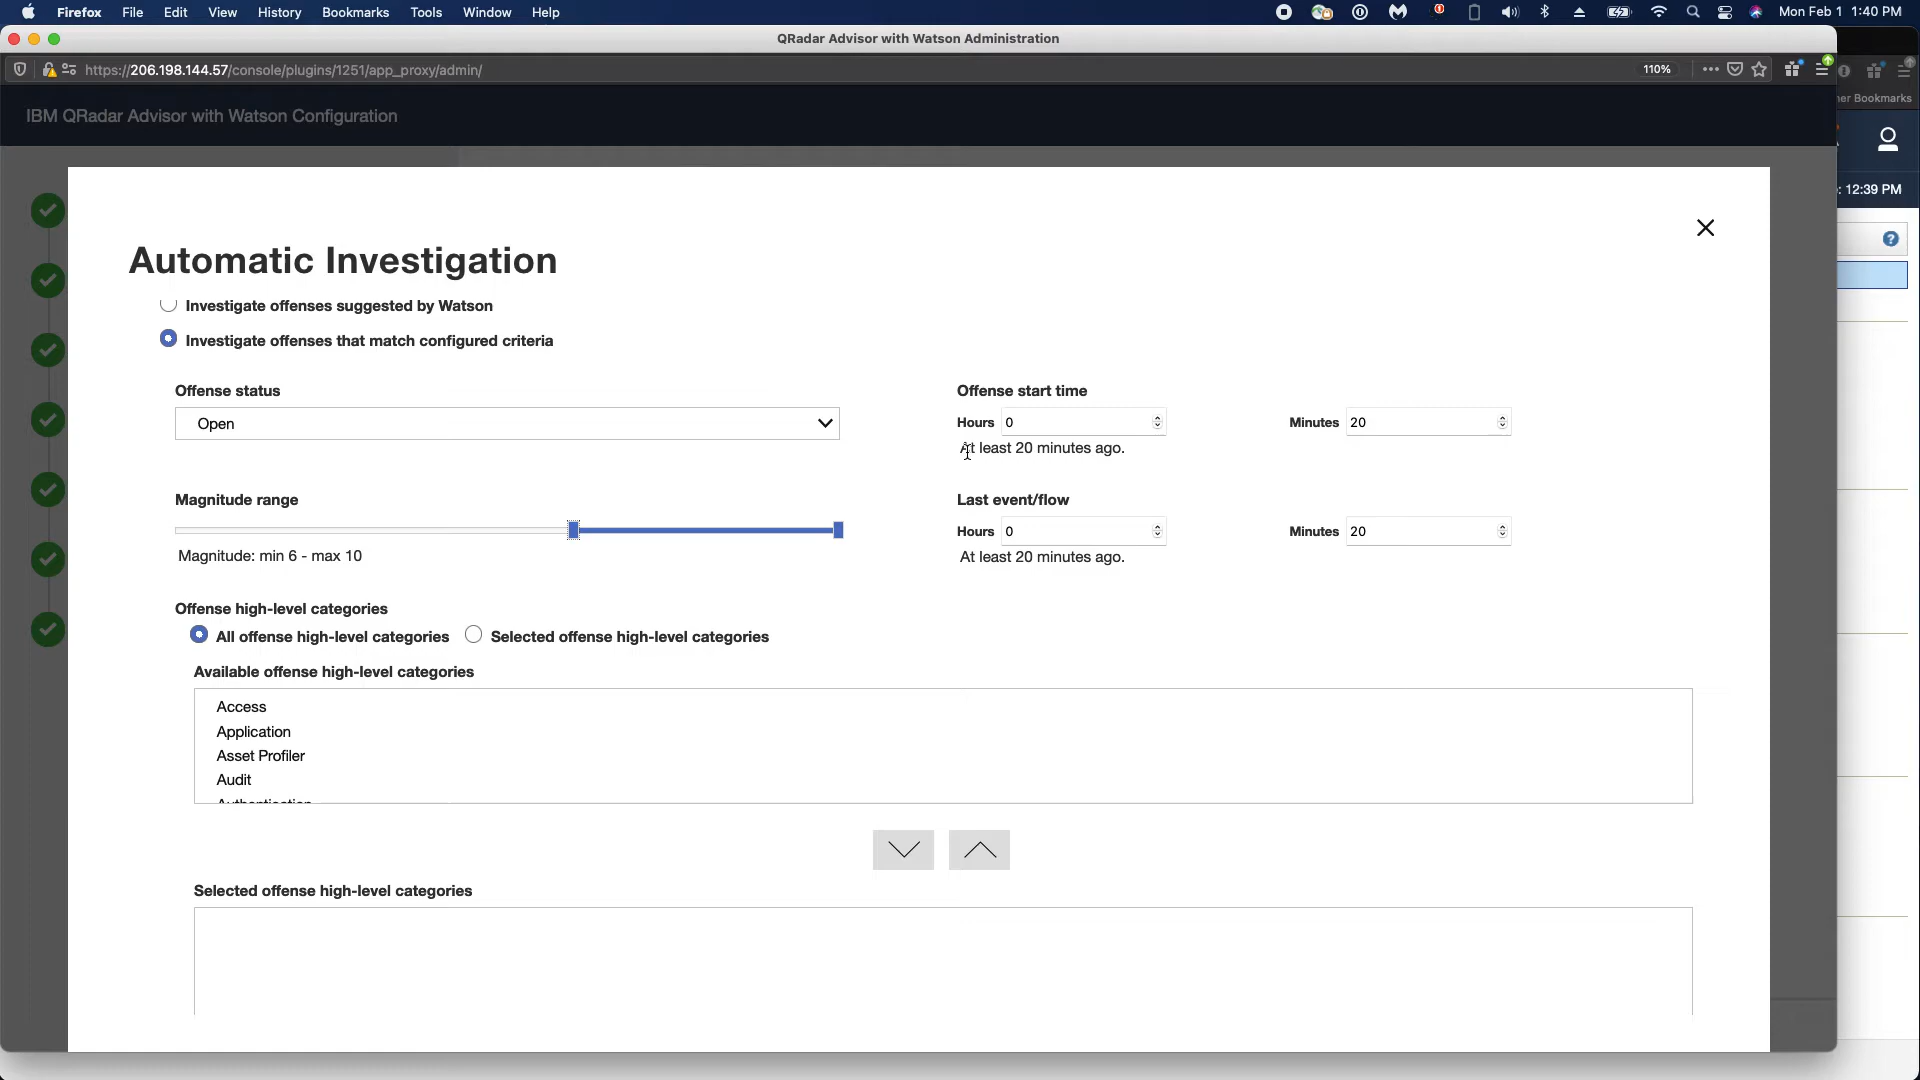 Firefox File Edit View History Bookmarks Tools Window Help Mon Feb 1 1:40 PM
QRadar Advisor with Watson Administration
https://206.198.144.57/console/plugins/1251/app_proxy/admin/ 110%
er Bookmarks
IBM QRadar Advisor with Watson Configuration
: 12:39 PM
Automatic Investigation
Investigate offenses suggested by Watson
Investigate offenses that match configured criteria
Offense status Offense start time
Open Hours 0 Minutes 20
At least 20 minutes ago.
Magnitude range Last event/flow
Hours 0 Minutes 20
Magnitude: min 6 - max 10 At least 20 minutes ago.
Offense high-level categories
All offense high-level categories Selected offense high-level categories
Available offense high-level categories
Access
Application
Asset Profiler
Audit
Authentication
Selected offense high-level categories